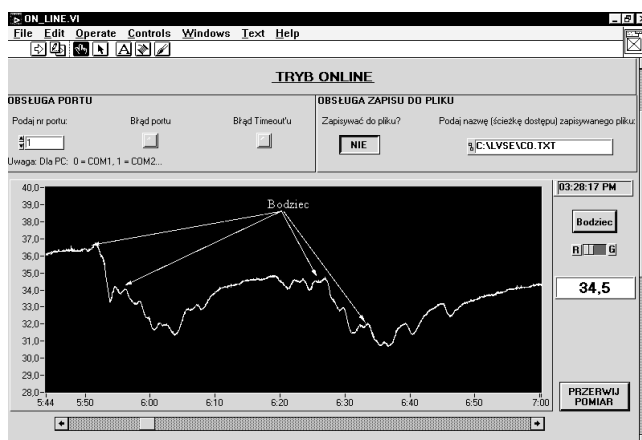 ON_LINE.VI
File Edit Operate Controls Windows Text Help
A
TRYB ONLINE
OBSŁUGA PORTU
OBSŁUGA ZAPISU DO PLIKU
Podaj nr portu:
Błąd portu
Błąd Timeout'u
Zapisywać do pliku?
Podaj nazwę (ścieżkę dostępu) zapisywanego pliku:
1
NIE
C:\LVSE\CO.TXT
Uwaga: Dla PC: 0 = COM1, 1 = COM2...
03:28:17 PM
Bodziec
Bodziec
R G
34,5
PRZERWIJ
POMIAR
40,0-
39,0-
38,0-
37,0-
36,0-
35,0-
34,0-
33,0-
32,0-
31,0-
30,0-
29,0-
28,0-
5:44 5:50 6:00 6:10 6:20 6:30 6:40 6:50 7:00